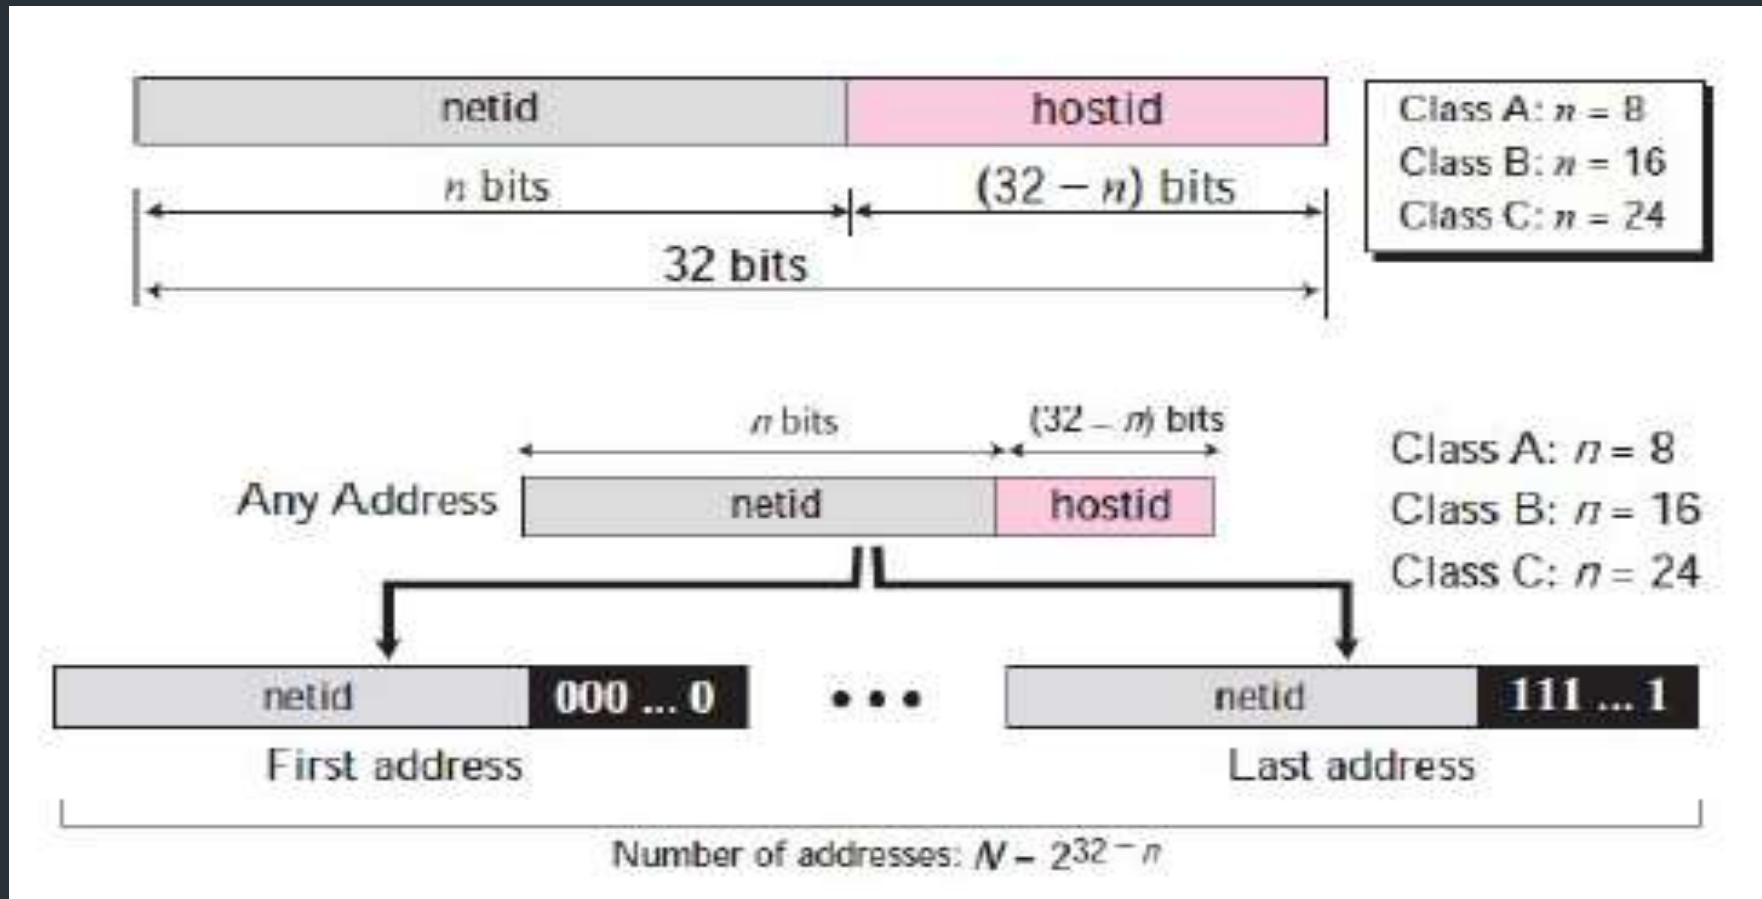 netid hostid
n bits (32 – n) bits
32 bits
Class A: n = 8
Class B: n = 16
Class C: n = 24
n bits (32 – n) bits
Any Address netid hostid
Class A: n = 8
Class B: n = 16
Class C: n = 24
netid 000 ... 0 • • • netid 111 ... 1
First address Last address
Number of addresses: N – 2³² ⁻ ⁿ